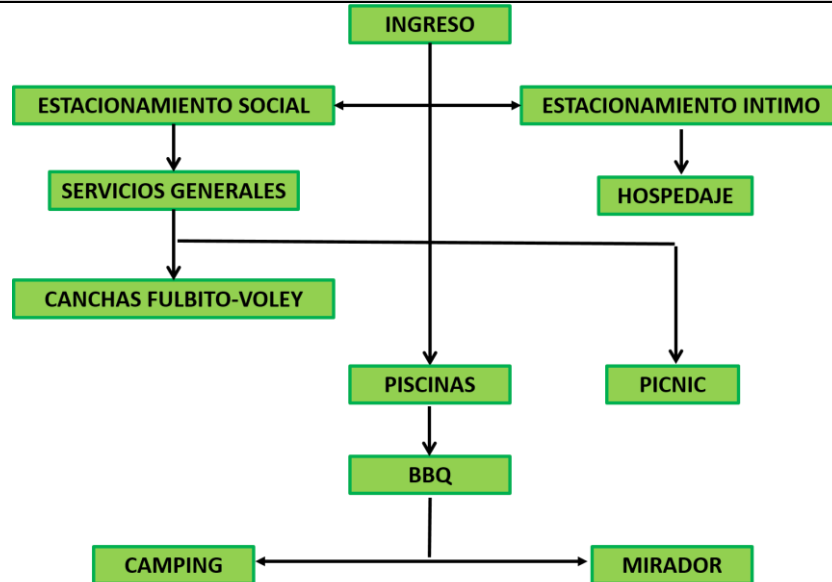 INGRESO
ESTACIONAMIENTO SOCIAL
ESTACIONAMIENTO INTIMO
SERVICIOS GENERALES
HOSPEDAJE
CANCHAS FULBITO-VOLEY
PISCINAS
PICNIC
BBQ
CAMPING
MIRADOR